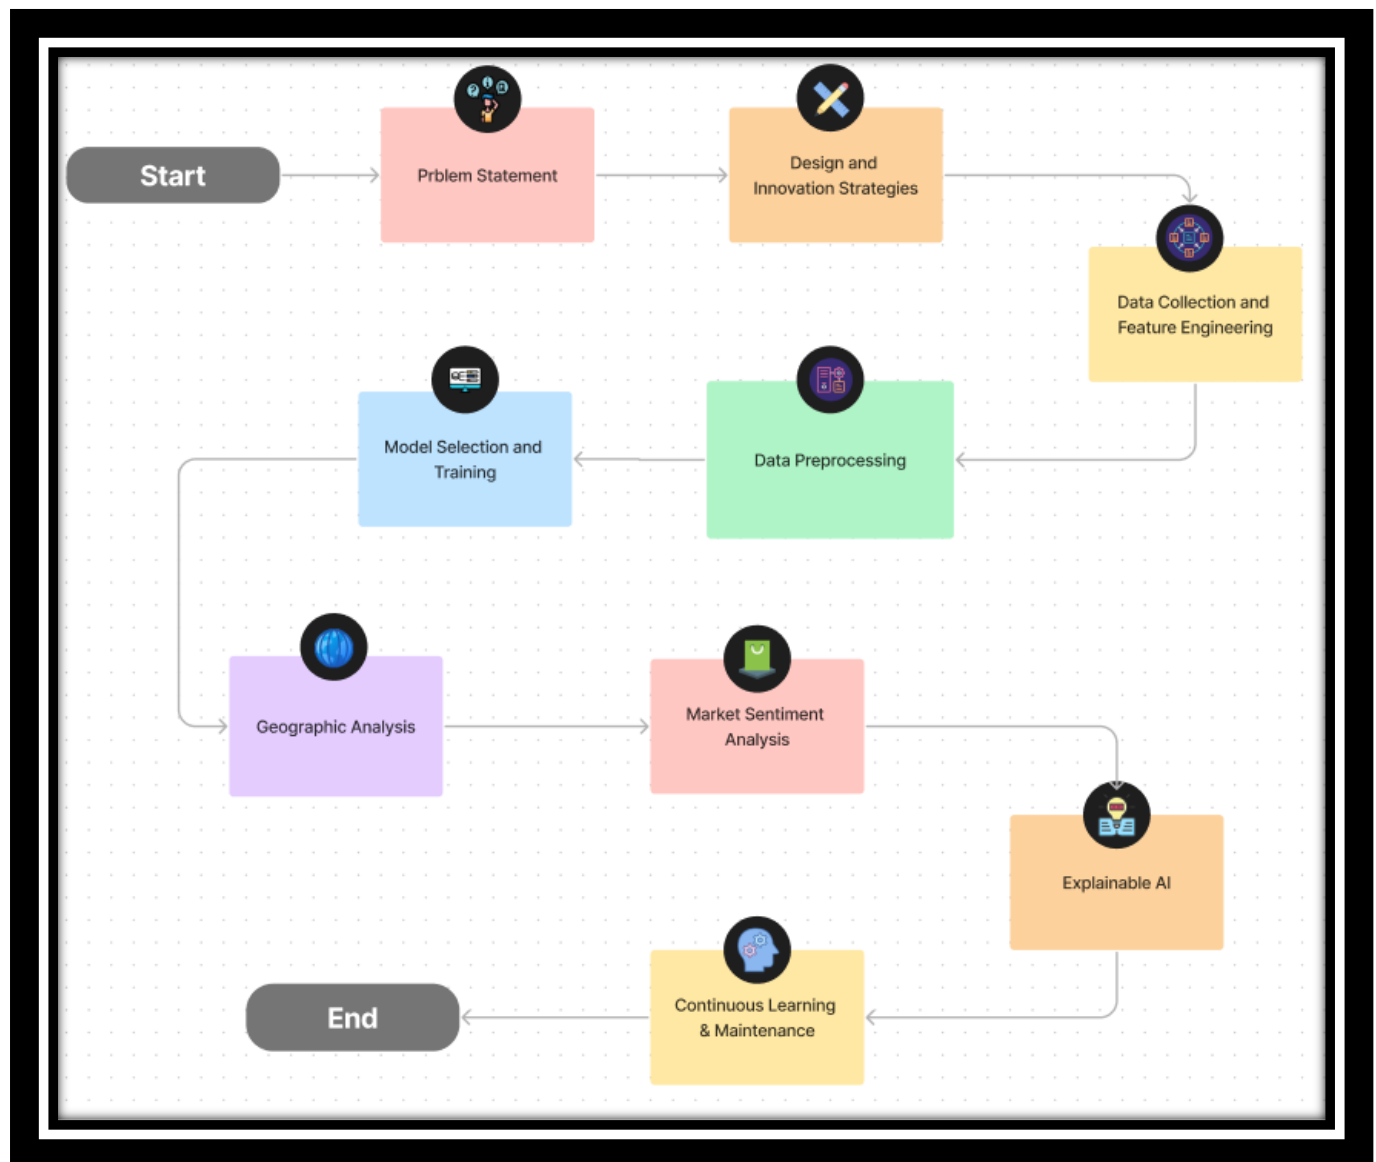 Start
Prblem Statement
Design and
Innovation Strategies
Data Collection and
Feature Engineering
Data Preprocessing
Model Selection and
Training
Geographic Analysis
Market Sentiment
Analysis
Explainable AI
Continuous Learning
& Maintenance
End